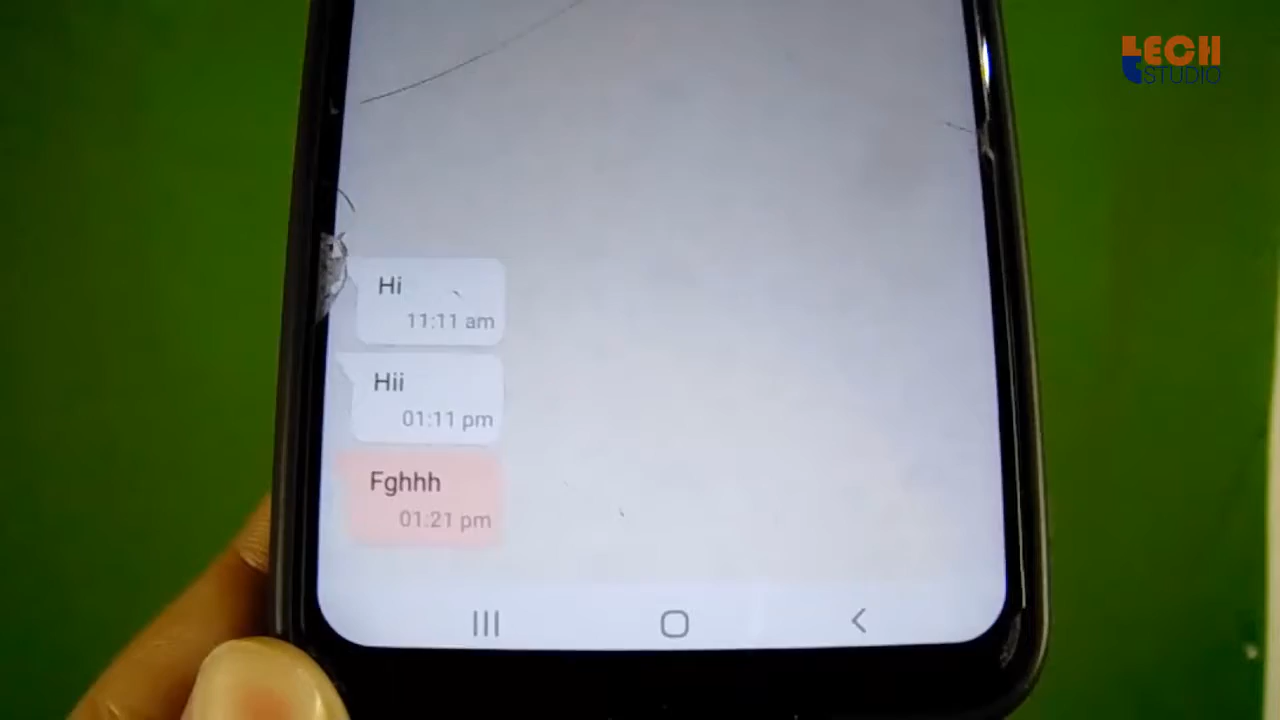 TECH
STUDIO
Hi
11:11 am
Hii
01:11 pm
Fghhh
01:21 pm